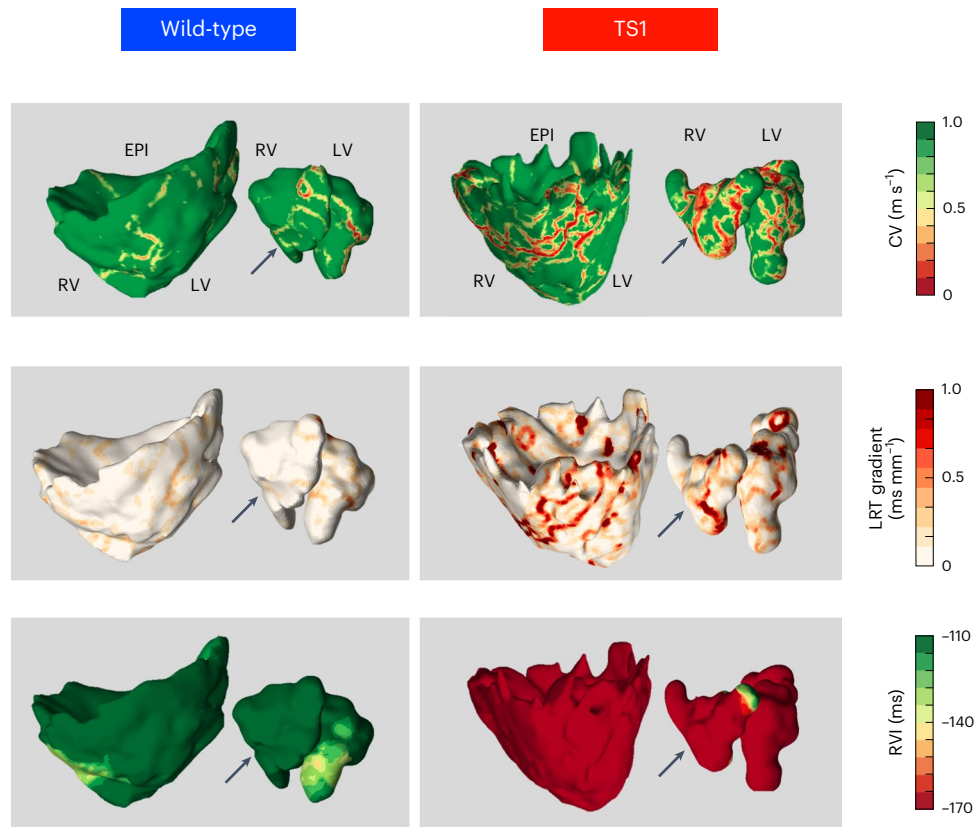 Wild-type
TS1
EPI
RV
LV
RV
LV
EPI
RV
LV
RV
LV
1.0
0.5
0
CV (m s⁻¹)
1.0
0.5
0
LRT gradient
(ms mm⁻¹)
–110
–140
–170
RVI (ms)